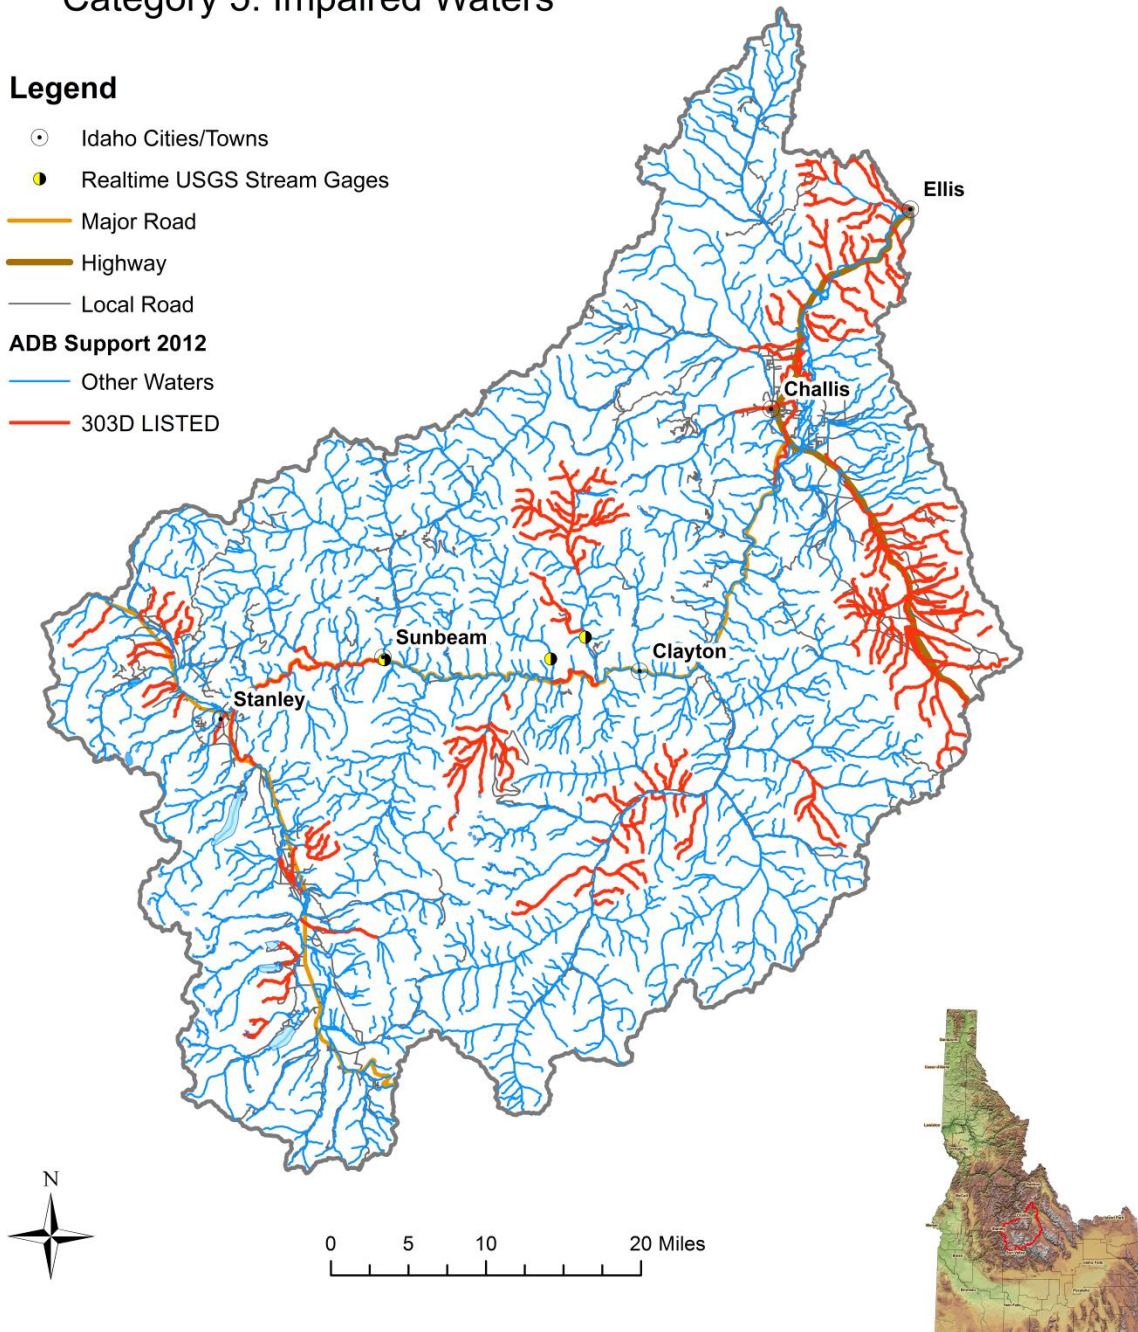 Category 5: Impaired Waters
Legend
Idaho Cities/Towns
Realtime USGS Stream Gages
Major Road
Highway
Local Road
ADB Support 2012
Other Waters
303D LISTED
Ellis
Challis
Sunbeam
Clayton
Stanley
N
0 5 10 20 Miles